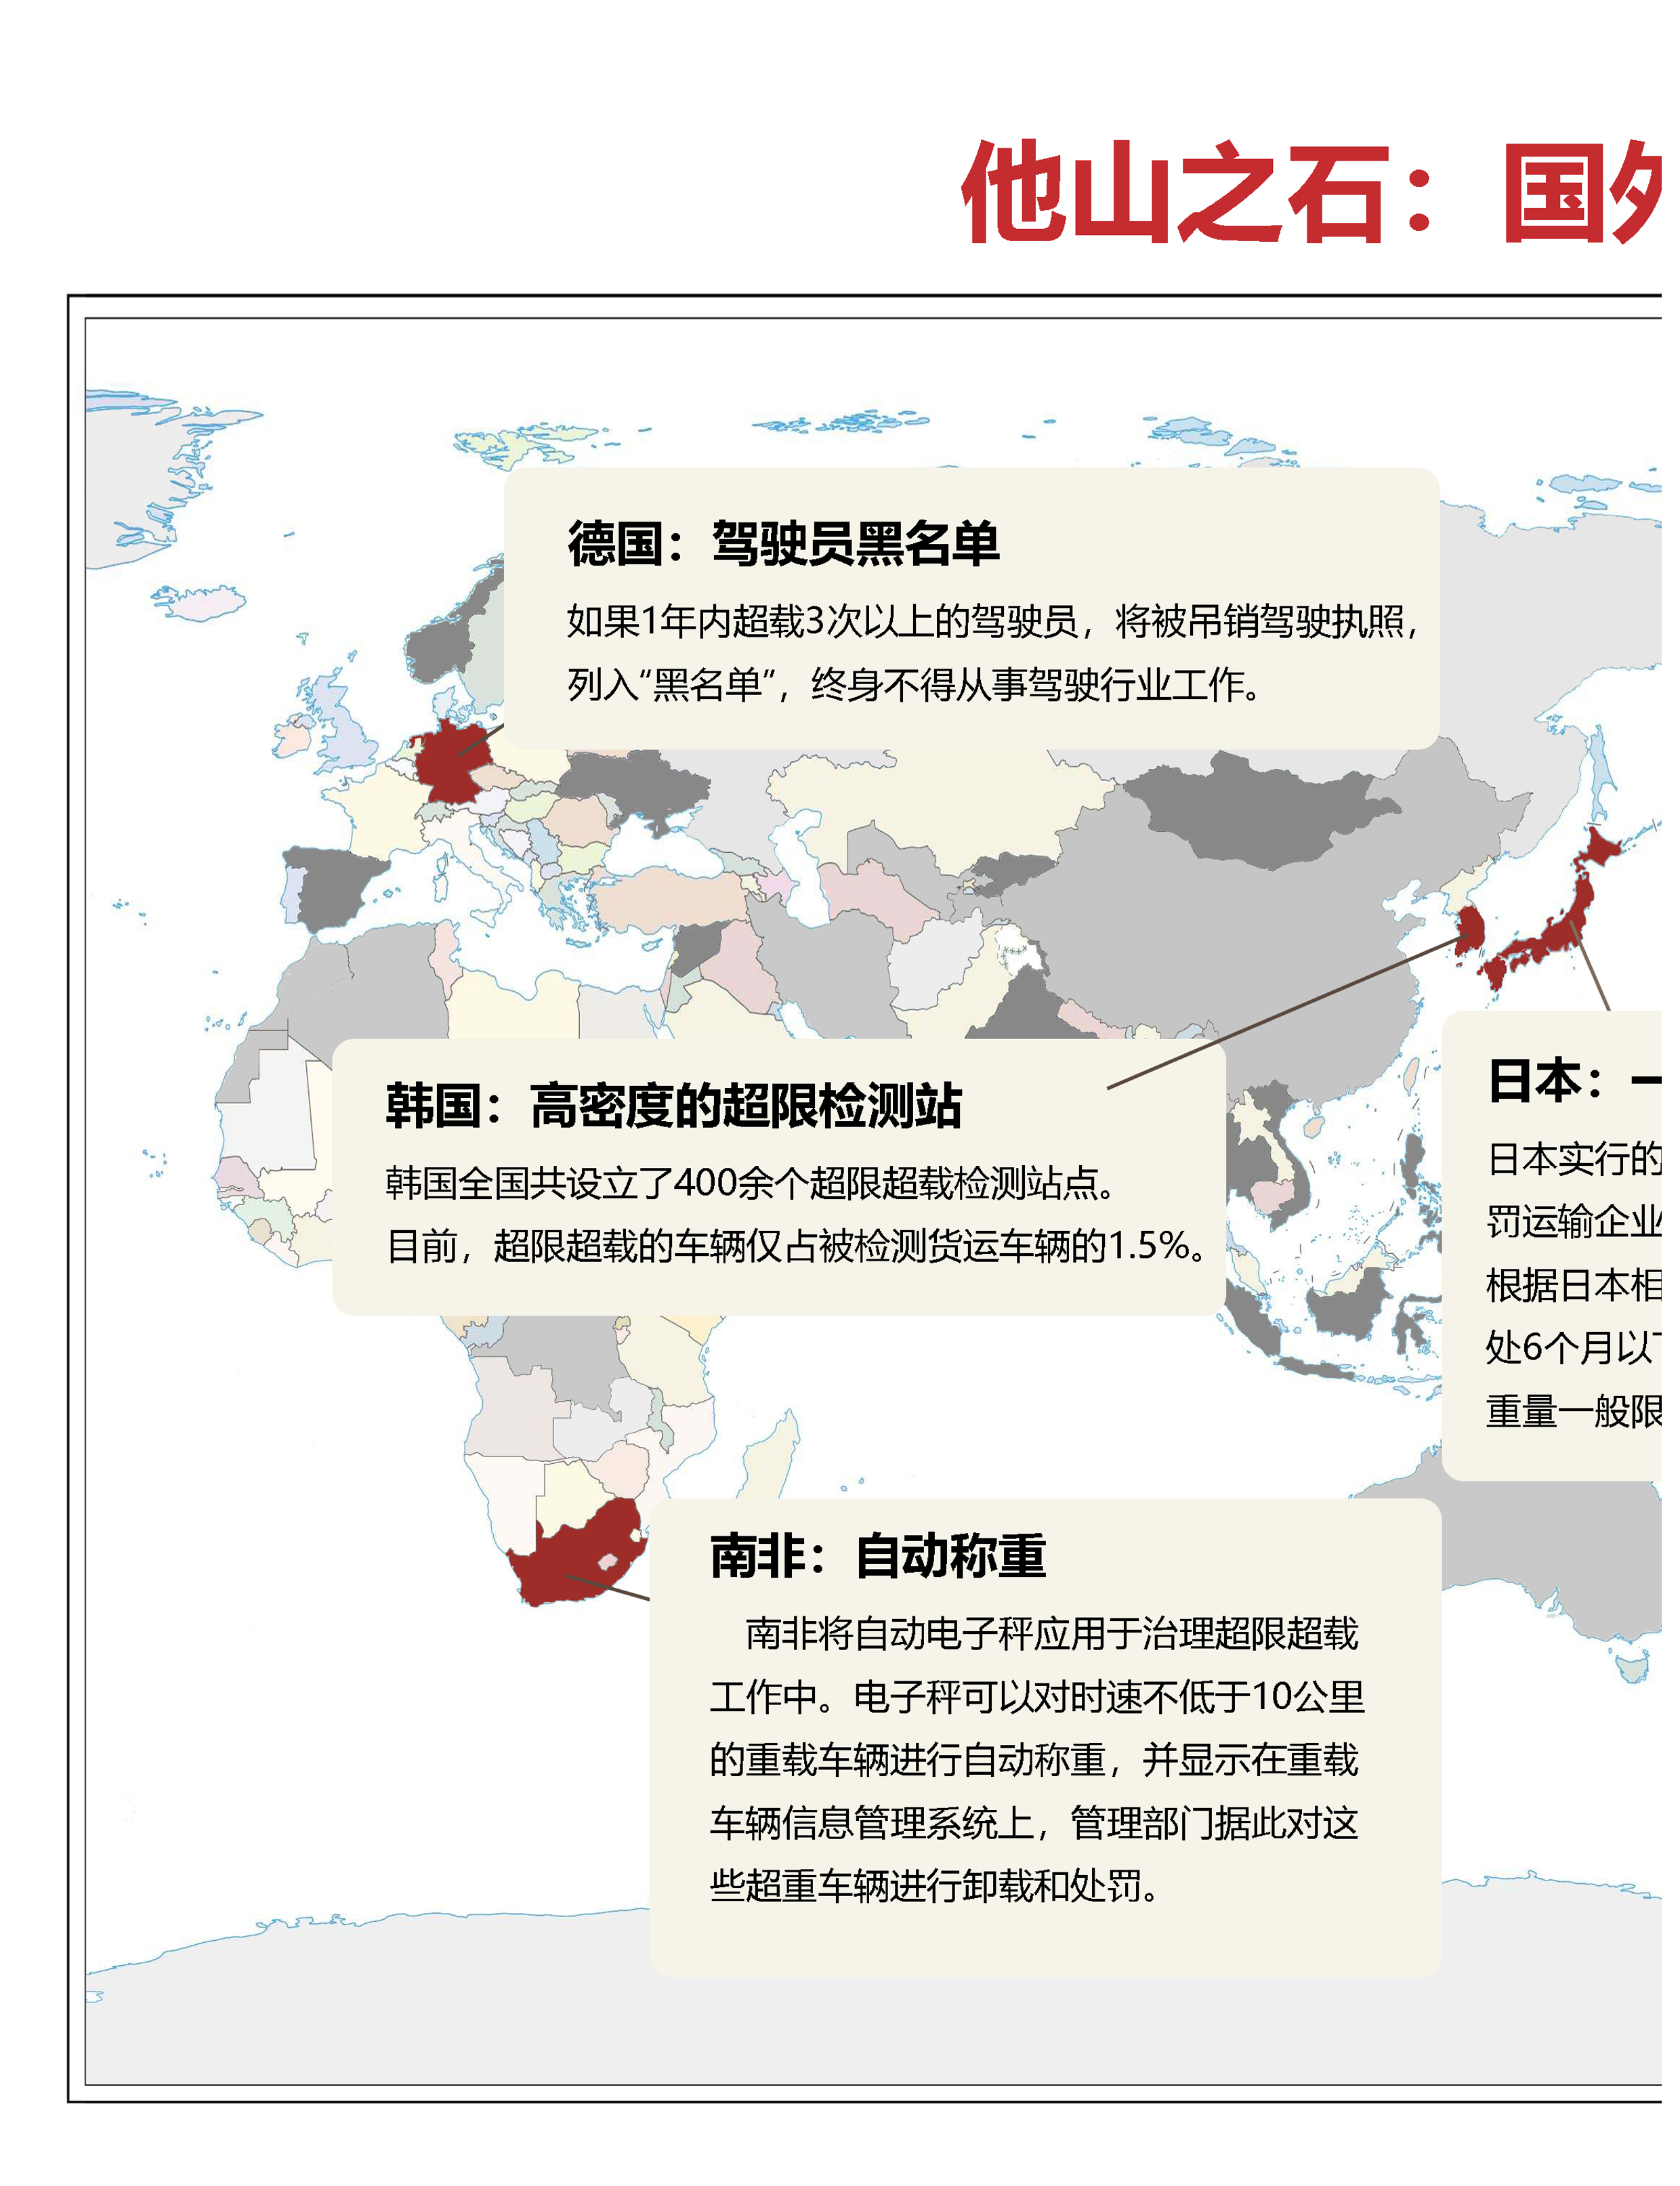 他山之石：国外
德国：驾驶员黑名单
如果1年内超载3次以上的驾驶员，将被吊销驾驶执照，
列入“黑名单”，终身不得从事驾驶行业工作。
韩国：高密度的超限检测站
韩国全国共设立了400余个超限超载检测站点。
目前，超限超载的车辆仅占被检测货运车辆的1.5%。
日本：一
日本实行的
罚运输企业
根据日本相
处6个月以下
重量一般限
南非：自动称重
南非将自动电子秤应用于治理超限超载
工作中。电子秤可以对时速不低于10公里
的重载车辆进行自动称重，并显示在重载
车辆信息管理系统上，管理部门据此对这
些超重车辆进行卸载和处罚。